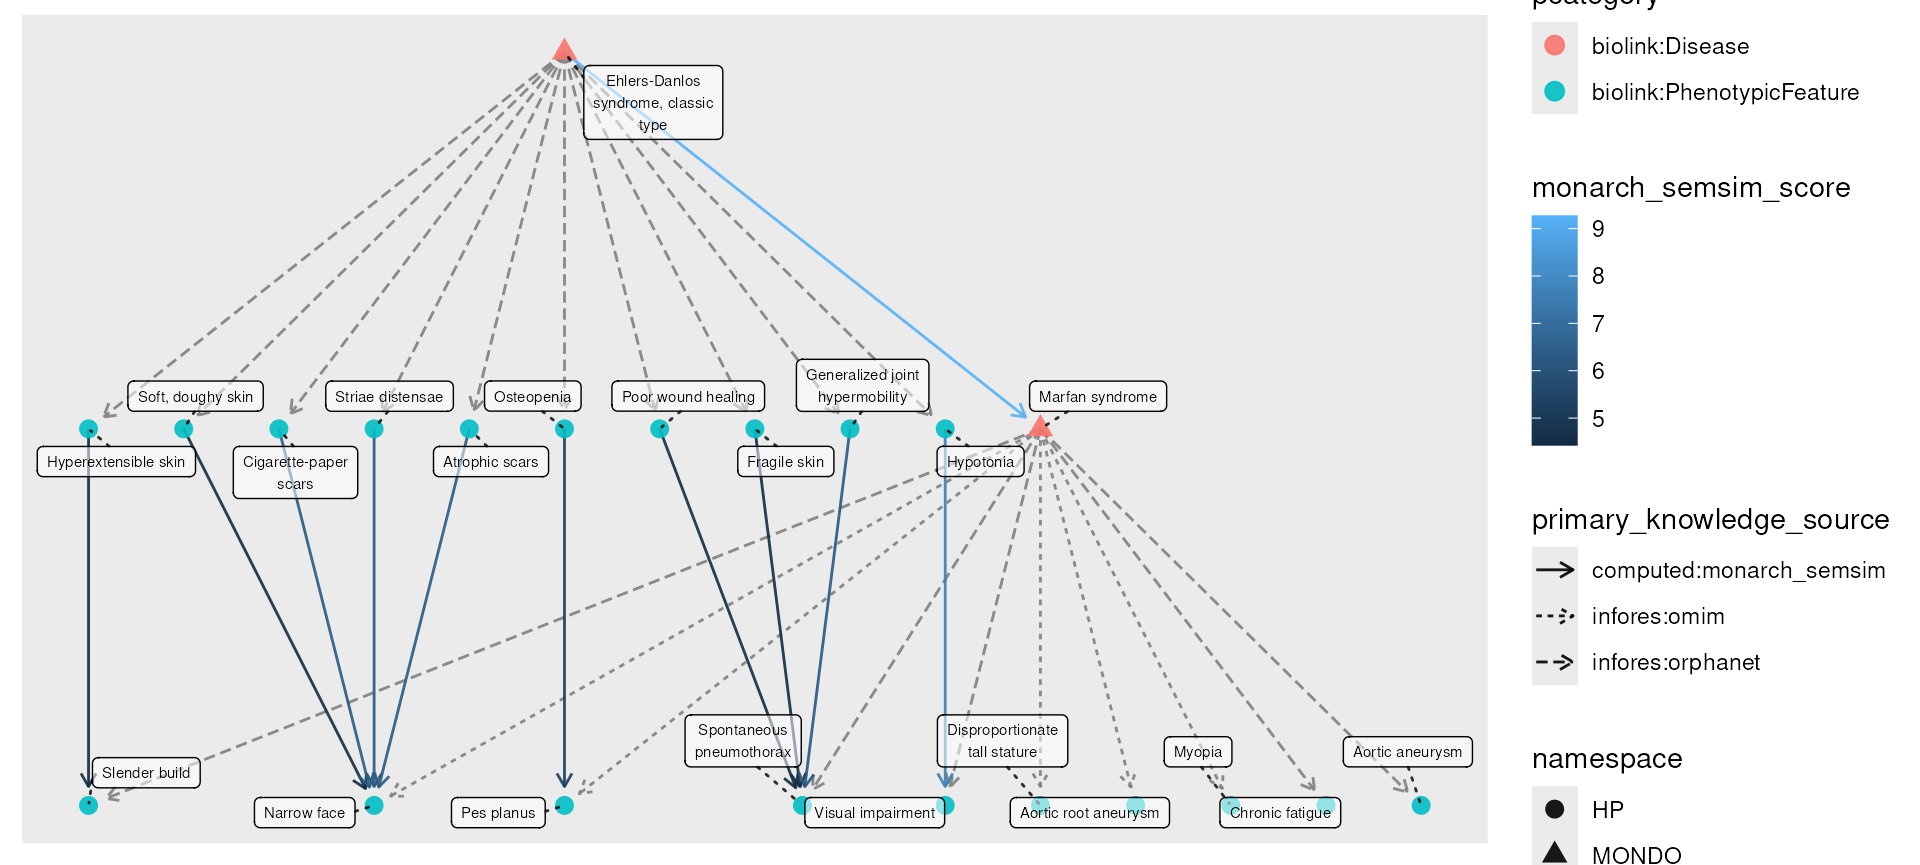 pcategory
biolink:Disease
biolink:PhenotypicFeature
Ehlers-Danlos
syndrome, classic
type
monarch_semsim_score
9
8
7
6
5
Generalized joint
hypermobility
Soft, doughy skin
Striae distensae
Osteopenia
Poor wound healing
Marfan syndrome
Hyperextensible skin
Cigarette-paper
scars
Atrophic scars
Fragile skin
Hypotonia
primary_knowledge_source
computed:monarch_semsim
infores:omim
infores:orphanet
Spontaneous
pneumothorax
Disproportionate
tall stature
Myopia
Aortic aneurysm
Slender build
Narrow face
Pes planus
Visual impairment
Aortic root aneurysm
Chronic fatigue
namespace
HP
MONDO